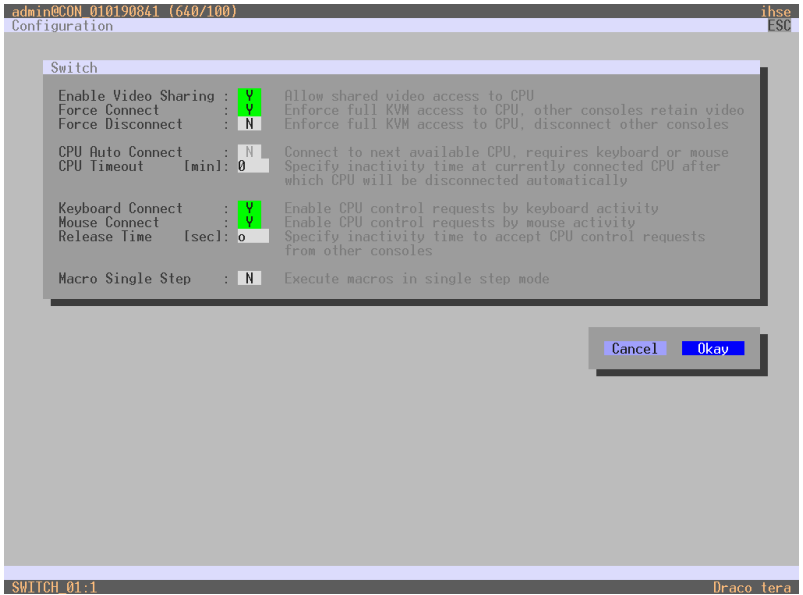 admin@CON_010190841 (640/100) ihse
Configuration ESC
Switch
Enable Video Sharing : Y Allow shared video access to CPU
Force Connect : Y Enforce full KVM access to CPU, other consoles retain video
Force Disconnect : N Enforce full KVM access to CPU, disconnect other consoles
CPU Auto Connect : N Connect to next available CPU, requires keyboard or mouse
CPU Timeout [min]: 0 Specify inactivity time at currently connected CPU after
which CPU will be disconnected automatically
Keyboard Connect : Y Enable CPU control requests by keyboard activity
Mouse Connect : Y Enable CPU control requests by mouse activity
Release Time [sec]: o Specify inactivity time to accept CPU control requests
from other consoles
Macro Single Step : N Execute macros in single step mode
Cancel Okay
SWITCH_01:1 Draco tera